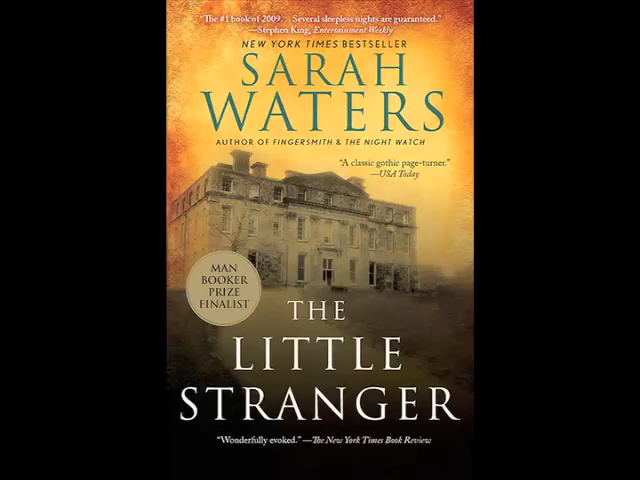 "The #1 book of 2009... Several sleepless nights are guaranteed."
—Stephen King, Entertainment Weekly
NEW YORK TIMES BESTSELLER
SARAH
WATERS
AUTHOR OF FINGERSMITH & THE NIGHT WATCH
"A classic gothic page-turner."
—USA Today
MAN
BOOKER
PRIZE
FINALIST
THE
LITTLE
STRANGER
"Wonderfully evoked." —The New York Times Book Review